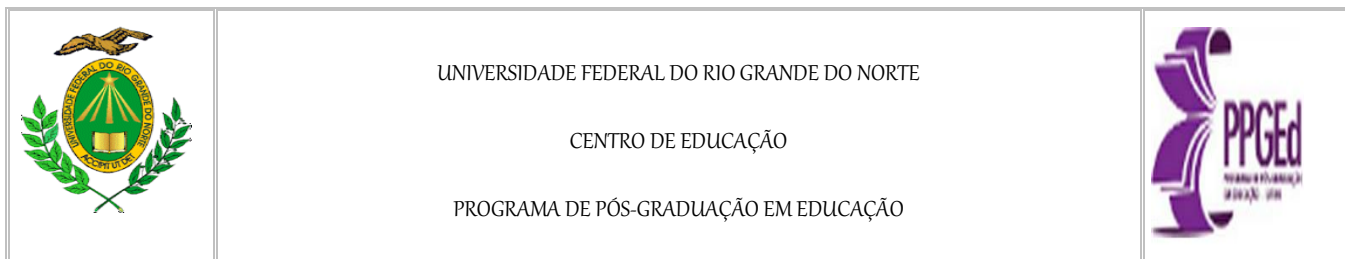 UNIVERSIDADE FEDERAL DO RIO GRANDE DO NORTE
ACCIPIT UT DET
UNIVERSIDADE FEDERAL DO RIO GRANDE DO NORTE
CENTRO DE EDUCAÇÃO
PROGRAMA DE PÓS-GRADUAÇÃO EM EDUCAÇÃO
PPGEd